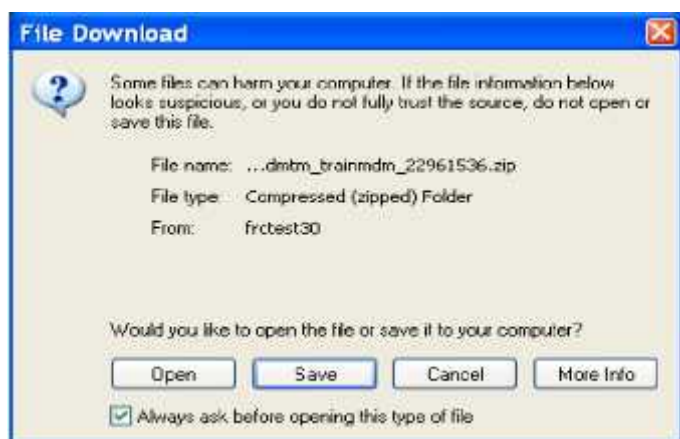 File Download
Some files can harm your computer. If the file information below
looks suspicious, or you do not fully trust the source, do not open or
save this file.
File name: ...dmtm_trainmdm_22961536.zip
File type: Compressed (zipped) Folder
From: frctest30
Would you like to open the file or save it to your computer?
Open Save Cancel More Info
Always ask before opening this type of file